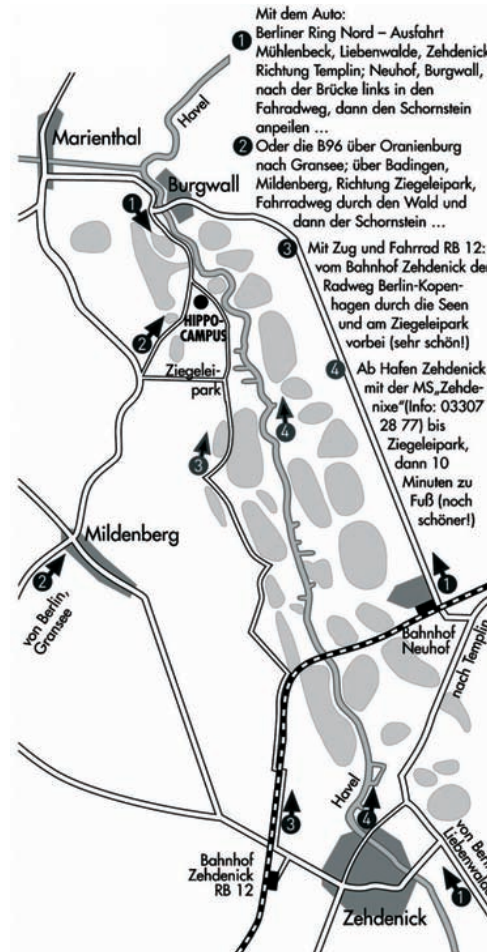 Mit dem Auto:
1 Berliner Ring Nord – Ausfahrt
Mühlenbeck, Liebenwalde, Zehdenick
Richtung Templin; Neuhof, Burgwall,
nach der Brücke links in den
Fahradweg, dann den Schornstein
anpeilen ...
2 Oder die B96 über Oranienburg
nach Gransee; über Badingen,
Mildenberg, Richtung Ziegeleipark,
Fahrradweg durch den Wald und
dann der Schornstein ...
3 Mit Zug und Fahrrad RB 12:
vom Bahnhof Zehdenick den
Radweg Berlin-Kopen-
hagen durch die Seen
und am Ziegeleipark
vorbei (sehr schön!)
4 Ab Hafen Zehdenick
mit der MS„Zehde-
nixe“(Info: 03307
28 77) bis
Ziegeleipark,
dann 10
Minuten zu
Fuß (noch
schöner!)
Havel
Marienthal
Burgwall
1
HIPPO-
CAMPUS
2
Ziegelei-
park
4
3
Mildenberg
2
von Berlin,
Gransee
1
Bahnhof
Neuhof
nach Templin
Havel
3
4
von Berlin
Liebenwalde
Bahnhof
Zehdenick
RB 12
1
Zehdenick